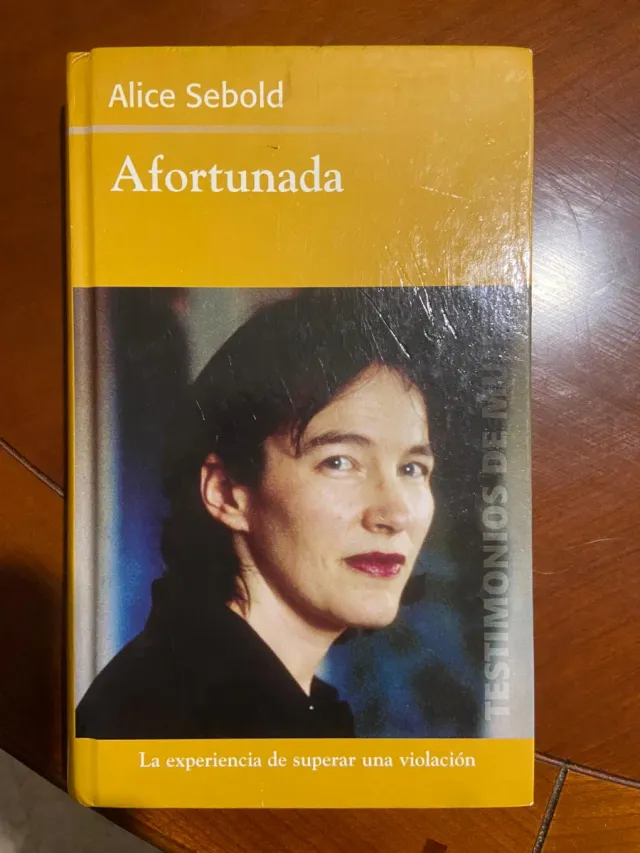 Alice Sebold
Afortunada
TESTIMONIOS DE
La experiencia de superar una violación